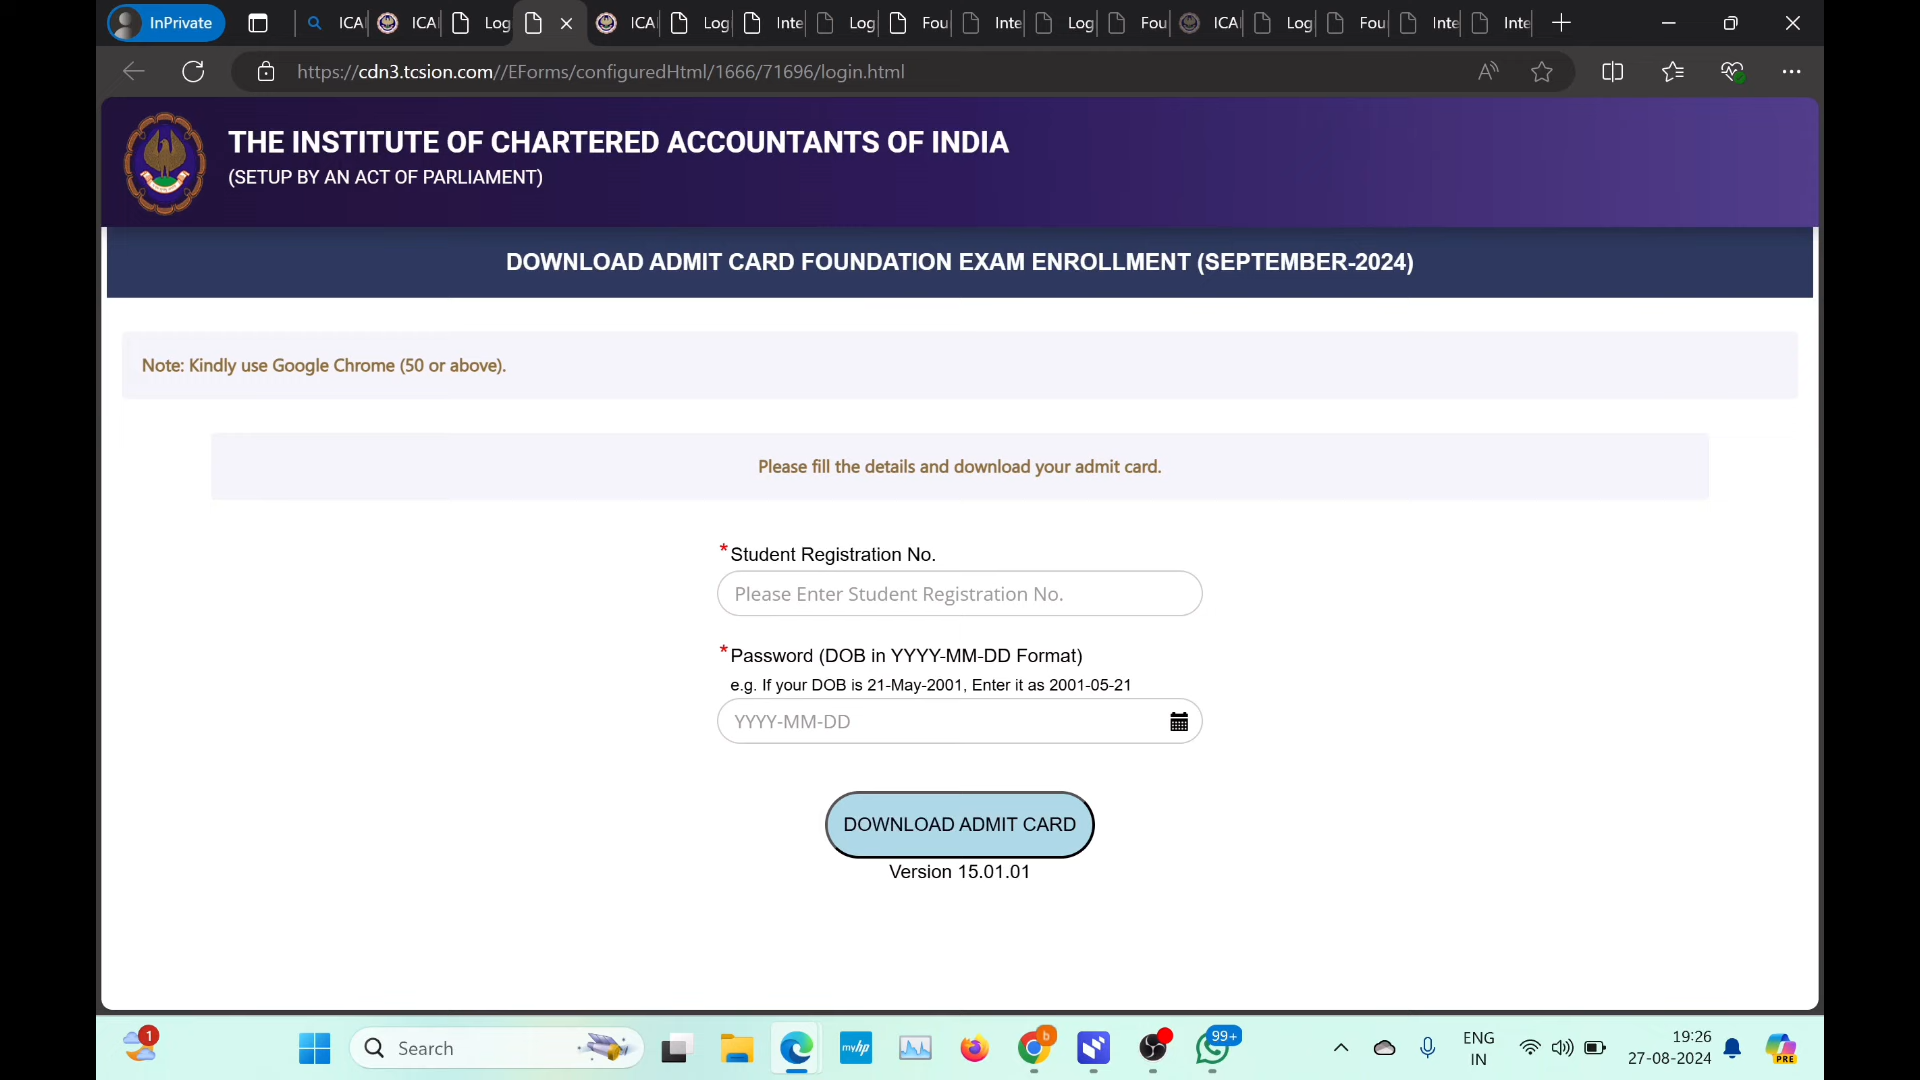 InPrivate
ICA
ICA
Log
ICA
Log
Inte
Log
Fou
Inte
Log
Fou
ICA
Log
Fou
Inte
Inte
https://cdn3.tcsion.com//EForms/configuredHtml/1666/71696/login.html
THE INSTITUTE OF CHARTERED ACCOUNTANTS OF INDIA
(SETUP BY AN ACT OF PARLIAMENT)
DOWNLOAD ADMIT CARD FOUNDATION EXAM ENROLLMENT (SEPTEMBER-2024)
Note: Kindly use Google Chrome (50 or above).
Please fill the details and download your admit card.
*Student Registration No.
Please Enter Student Registration No.
*Password (DOB in YYYY-MM-DD Format)
e.g. If your DOB is 21-May-2001, Enter it as 2001-05-21
YYYY-MM-DD
DOWNLOAD ADMIT CARD
Version 15.01.01
1
Search
myhp
b
99+
ENG
IN
19:26
27-08-2024
PRE